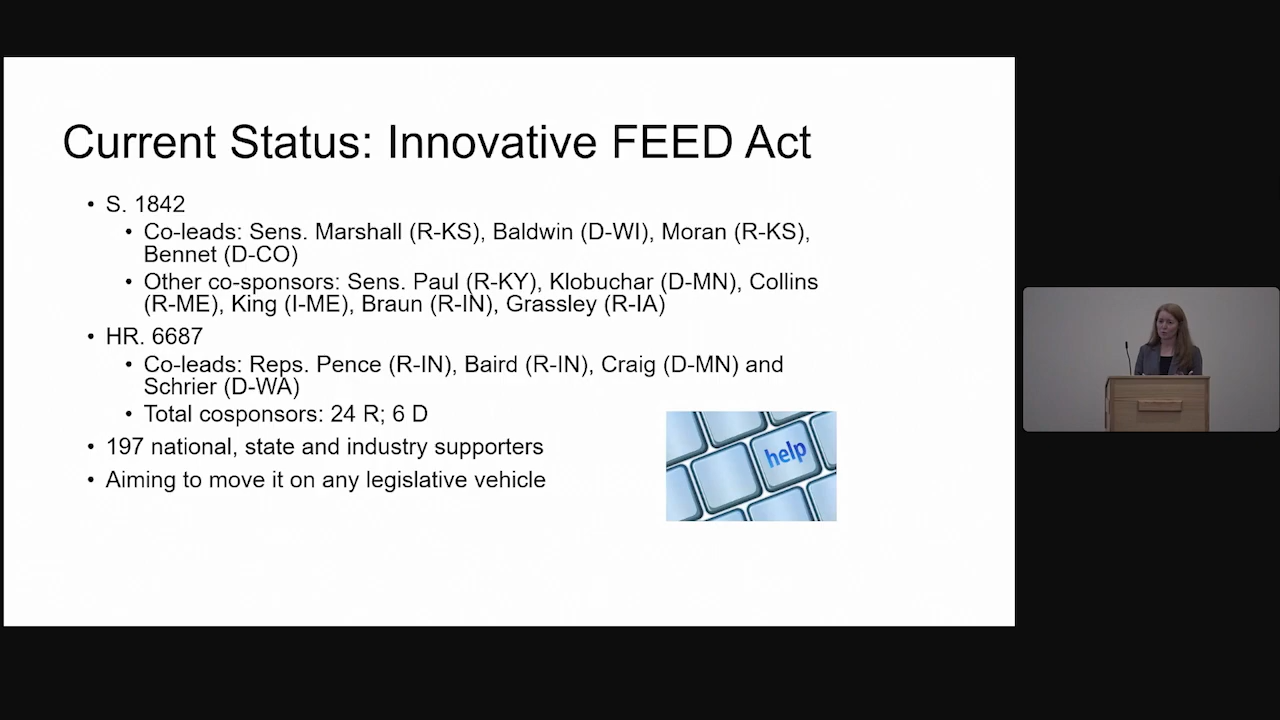 Current Status: Innovative FEED Act
• S. 1842
• Co-leads: Sens. Marshall (R-KS), Baldwin (D-WI), Moran (R-KS),
Bennet (D-CO)
• Other co-sponsors: Sens. Paul (R-KY), Klobuchar (D-MN), Collins
(R-ME), King (I-ME), Braun (R-IN), Grassley (R-IA)
• HR. 6687
• Co-leads: Reps. Pence (R-IN), Baird (R-IN), Craig (D-MN) and
Schrier (D-WA)
• Total cosponsors: 24 R; 6 D
• 197 national, state and industry supporters
• Aiming to move it on any legislative vehicle
help